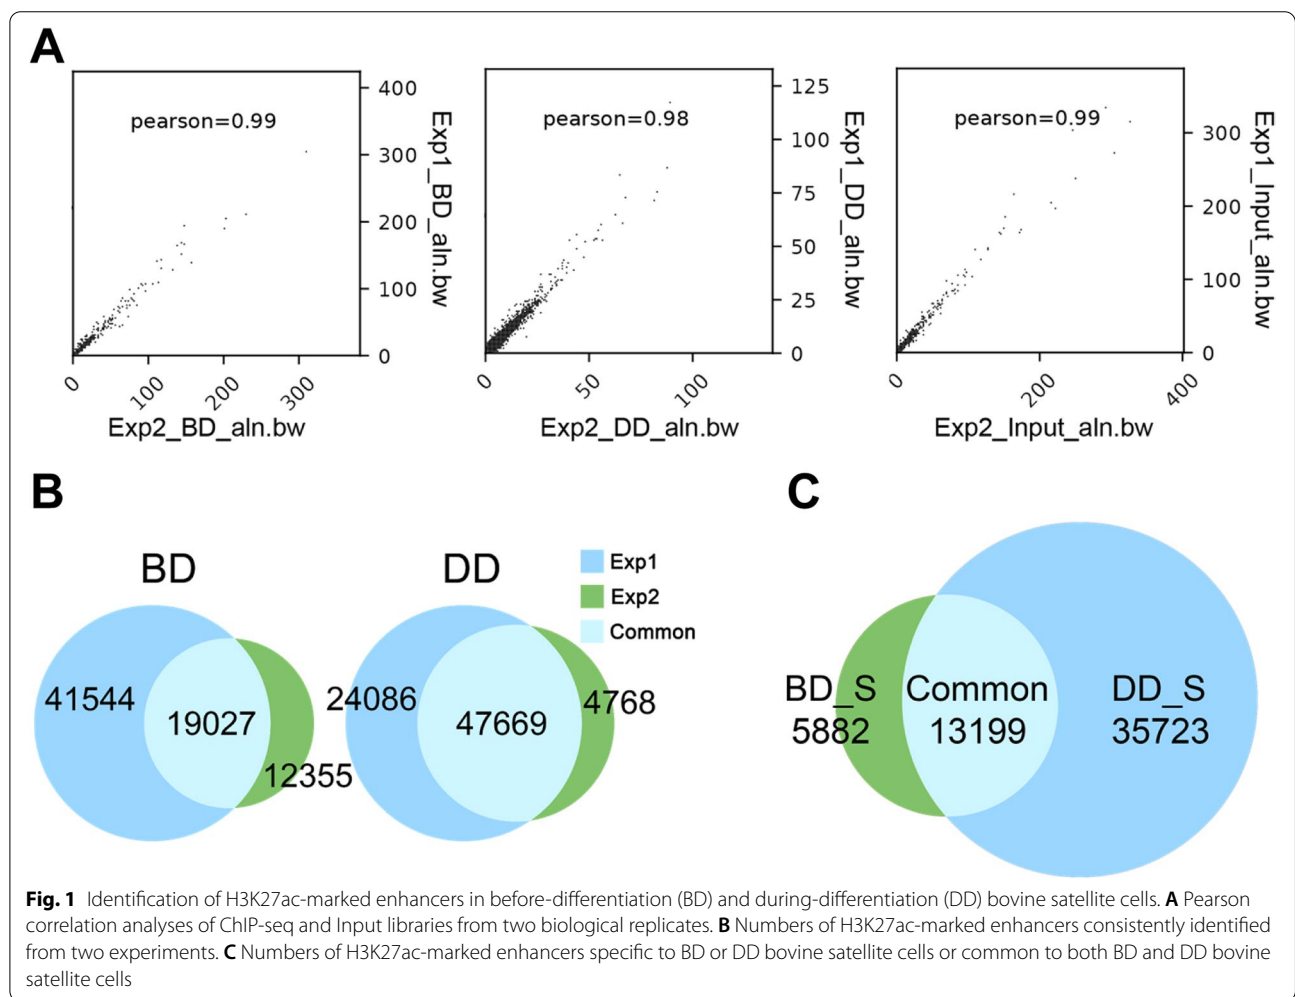 A
pearson=0.99
400
300
200
100
0
Exp1_BD_aln.bw
0
100
200
300
Exp2_BD_aln.bw
pearson=0.98
125
100
75
50
25
0
Exp1_DD_aln.bw
0
50
100
Exp2_DD_aln.bw
pearson=0.99
300
200
100
0
Exp1_Input_aln.bw
0
200
400
Exp2_Input_aln.bw
B
BD
41544
19027
12355
DD
24086
47669
4768
Exp1
Exp2
Common
C
BD_S
5882
Common
13199
DD_S
35723
Fig. 1 Identification of H3K27ac-marked enhancers in before-differentiation (BD) and during-differentiation (DD) bovine satellite cells. A Pearson
correlation analyses of ChIP-seq and Input libraries from two biological replicates. B Numbers of H3K27ac-marked enhancers consistently identified
from two experiments. C Numbers of H3K27ac-marked enhancers specific to BD or DD bovine satellite cells or common to both BD and DD bovine
satellite cells